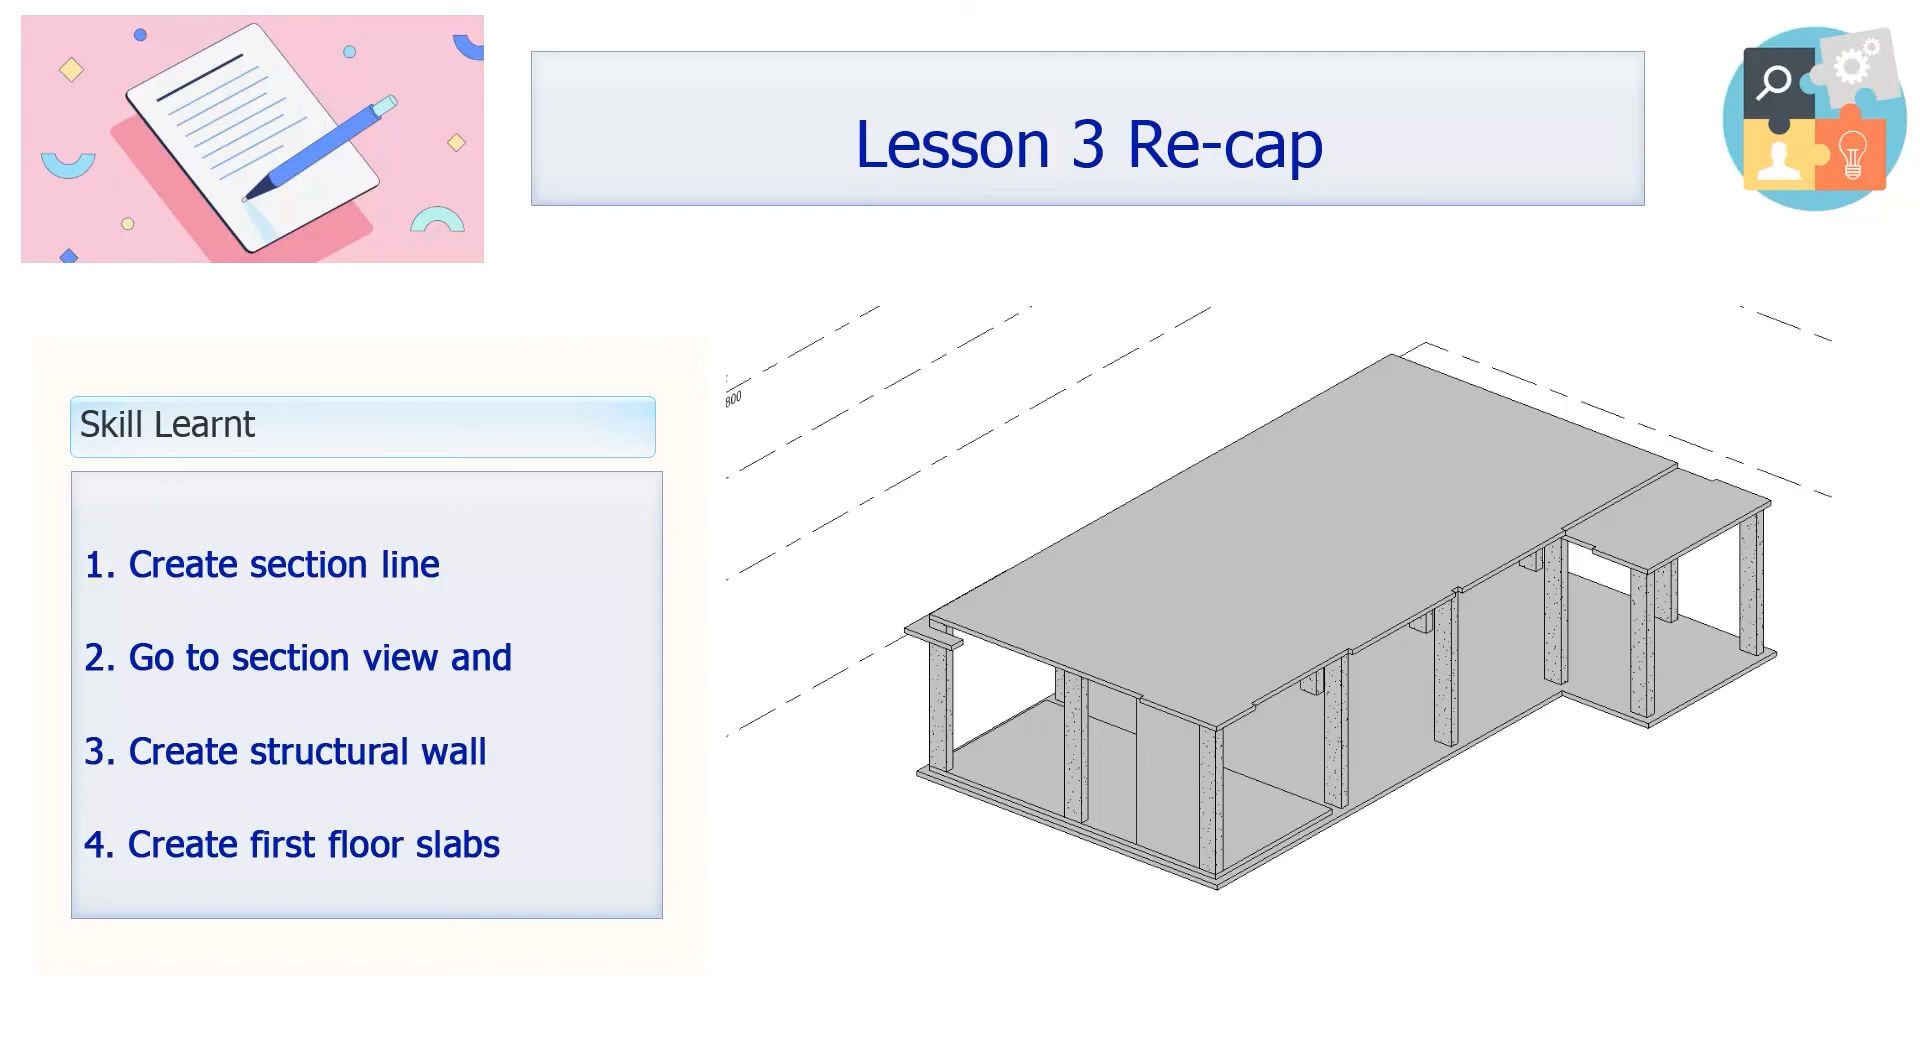 Lesson 3 Re-cap
Skill Learnt
1. Create section line
2. Go to section view and
3. Create structural wall
4. Create first floor slabs
800